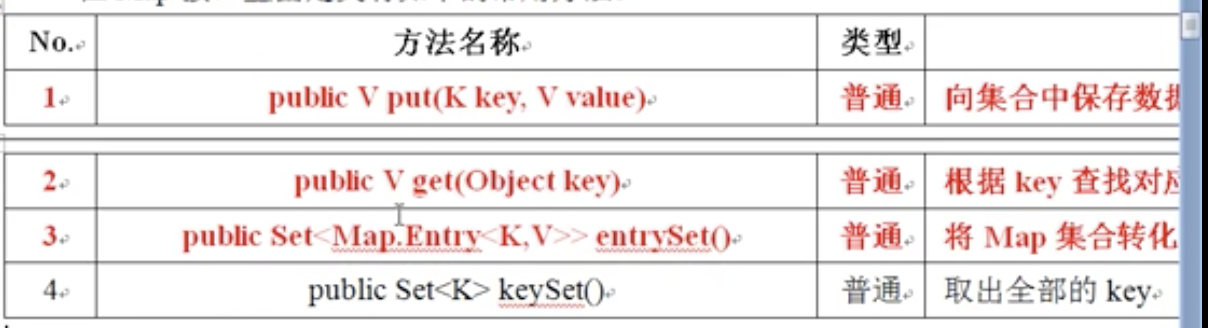 No. 方法名称 类型
1 public V put(K key, V value) 普通 向集合中保存数据
2 public V get(Object key) 普通 根据 key 查找对应
3 public Set<Map.Entry<K,V>> entrySet() 普通 将 Map 集合转化
4 public Set<K> keySet() 普通 取出全部的 key